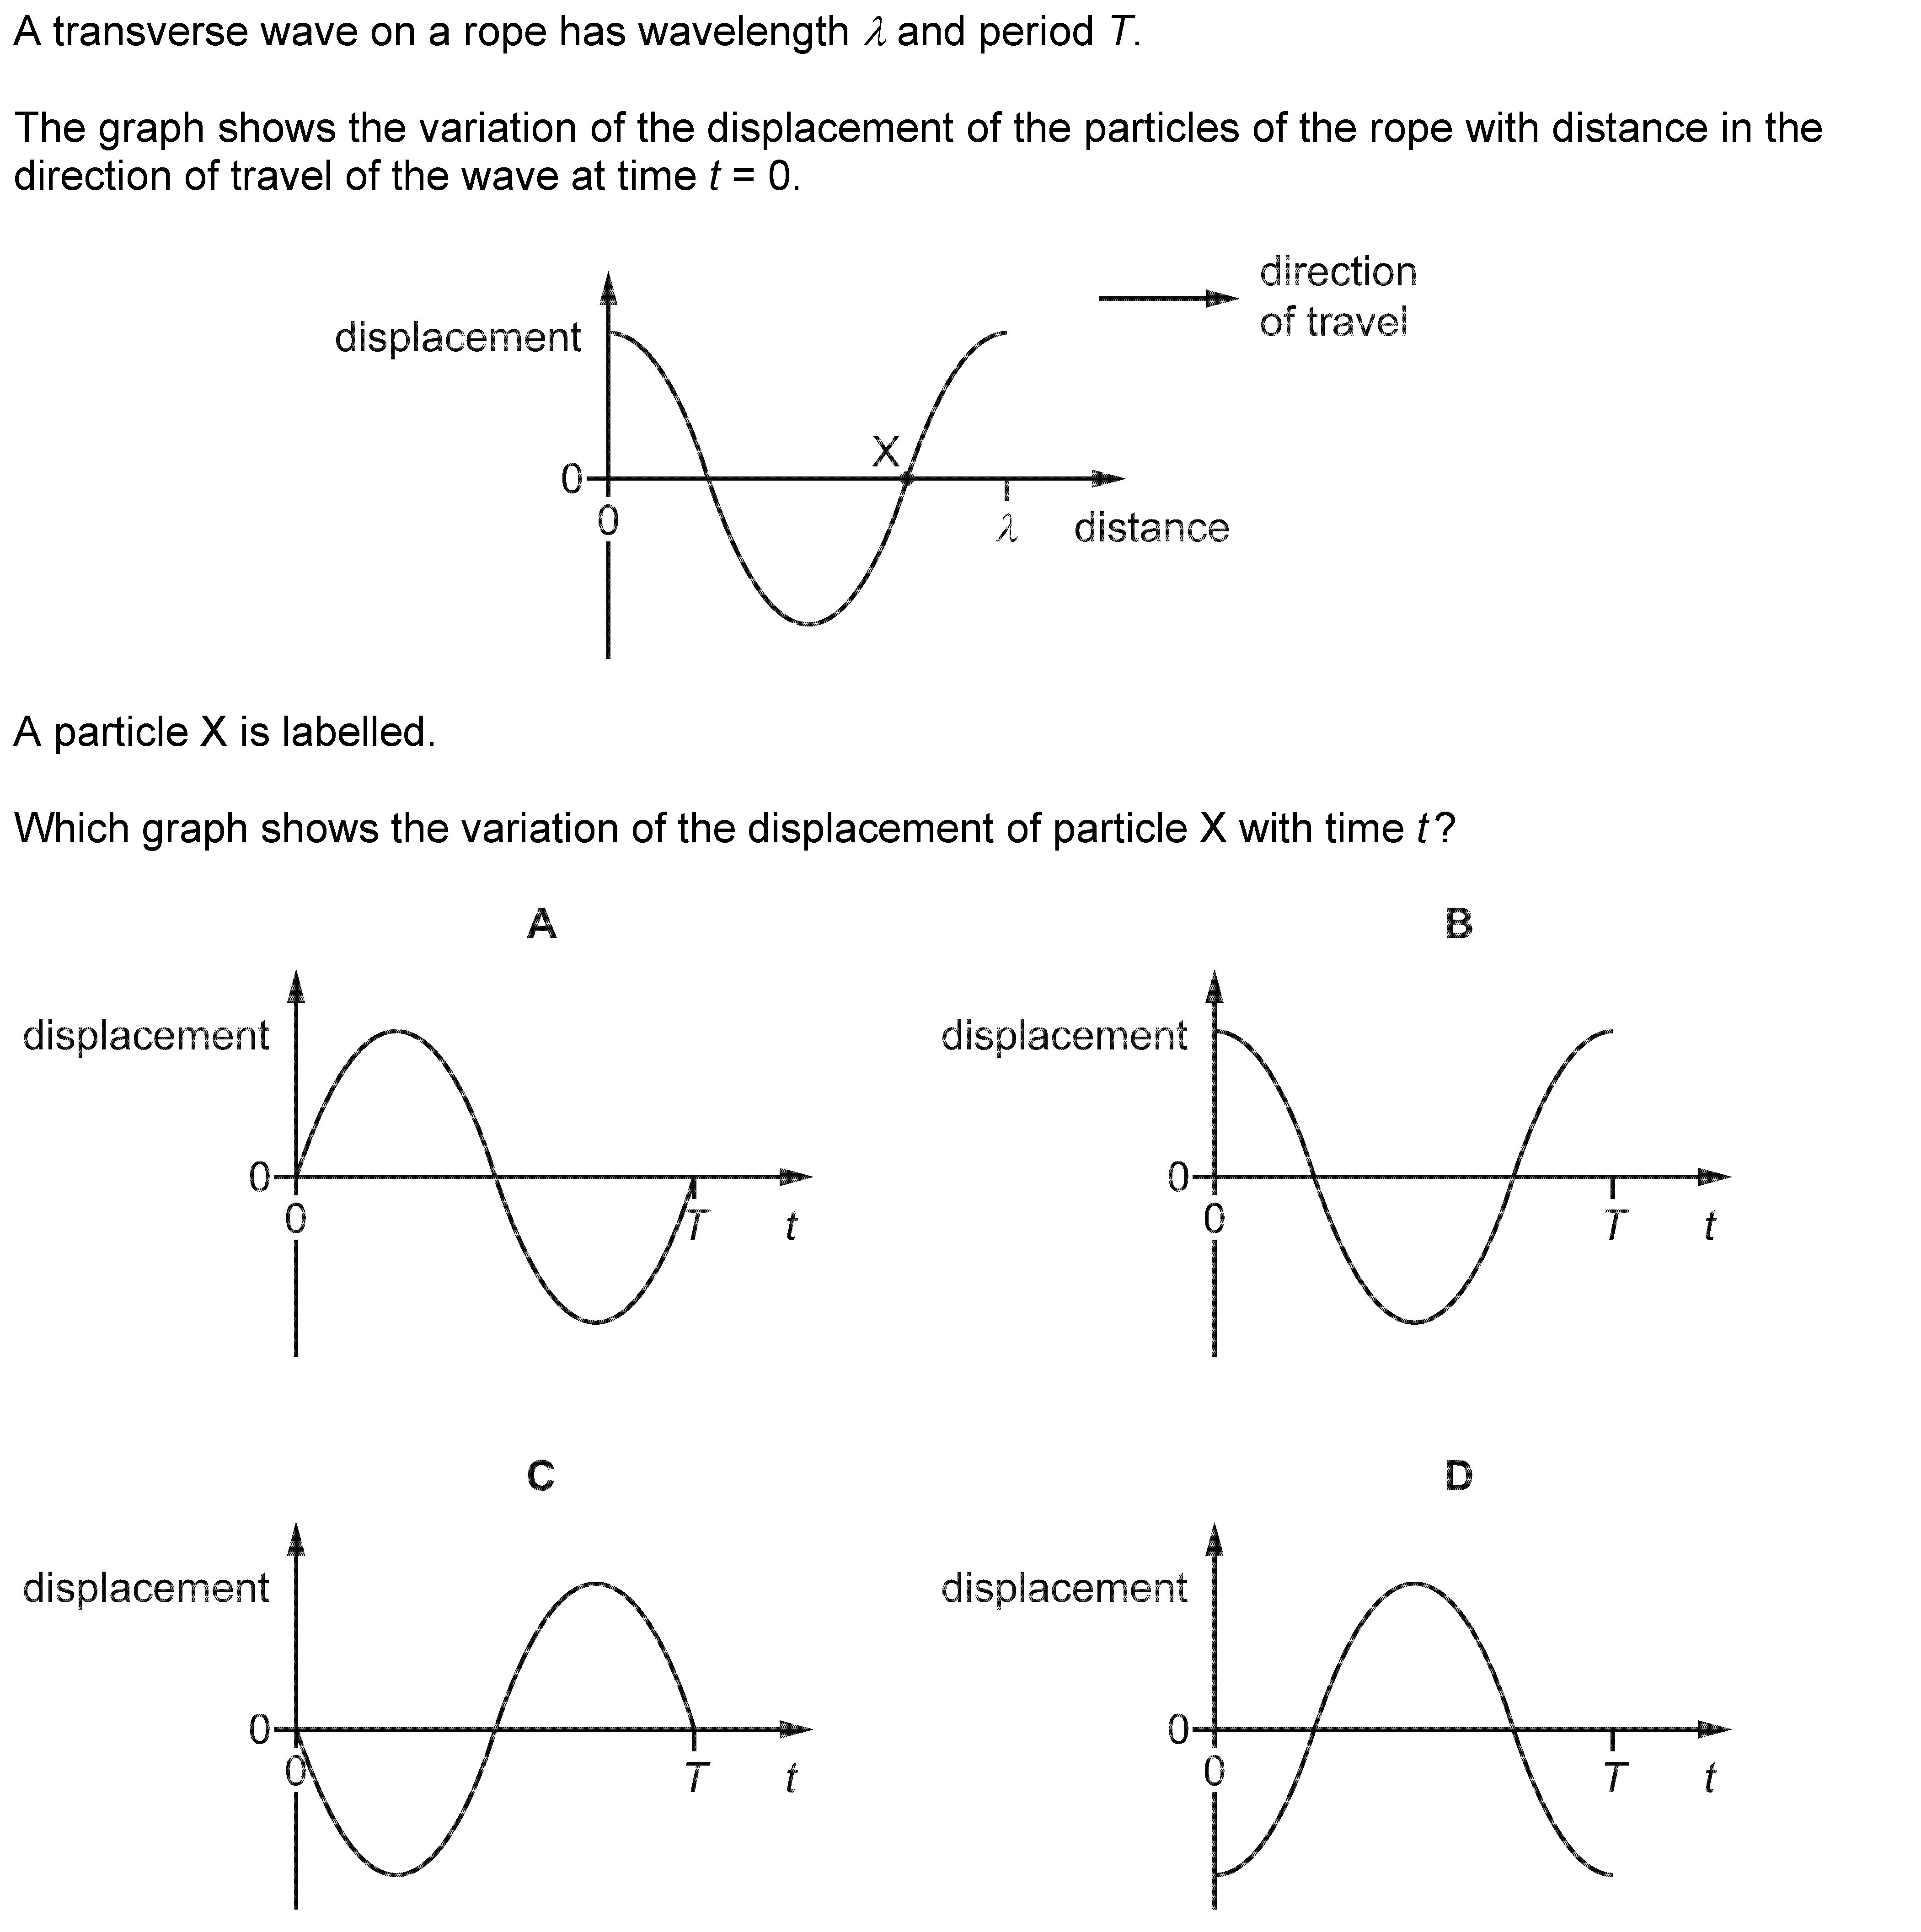 A transverse wave on a rope has wavelength λ and period T.
The graph shows the variation of the displacement of the particles of the rope with distance in the
direction of travel of the wave at time t = 0.
direction
of travel
displacement
X
0
0
λ
distance
A particle X is labelled.
Which graph shows the variation of the displacement of particle X with time t?
A
B
displacement
displacement
0
0
0
T
t
0
T
t
C
D
displacement
displacement
0
0
0
T
t
0
T
t